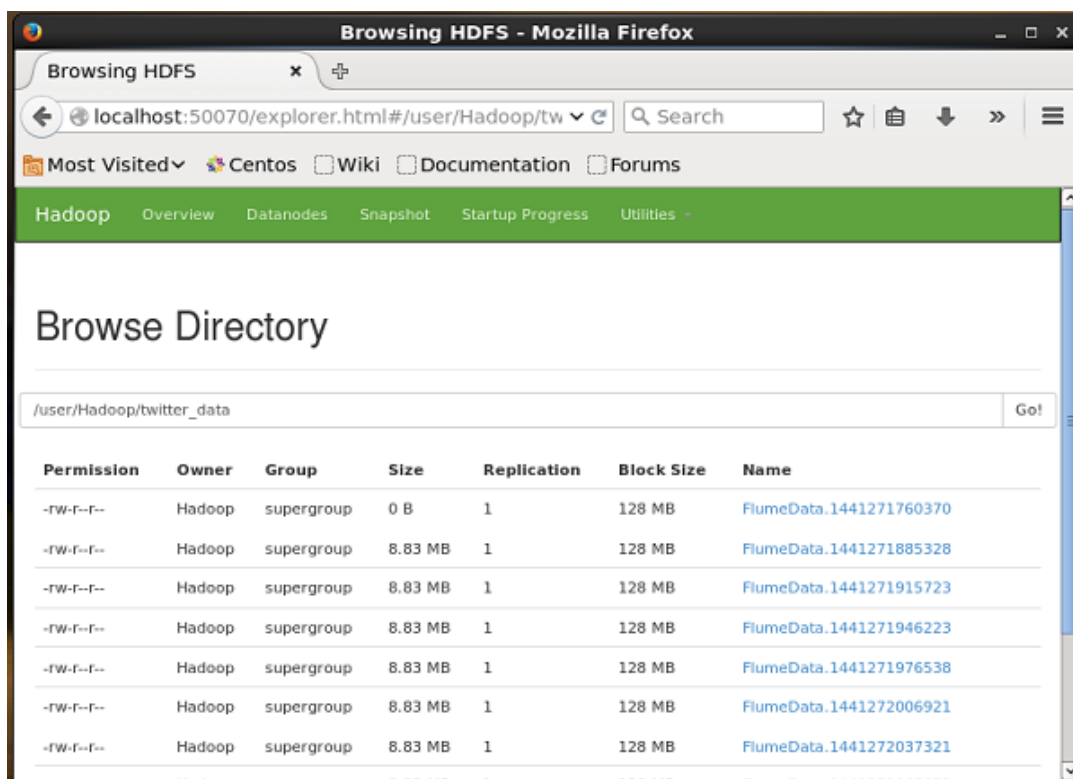 Browsing HDFS - Mozilla Firefox
Browsing HDFS
localhost:50070/explorer.html#/user/Hadoop/tw
Search
Most Visited Centos Wiki Documentation Forums
Hadoop Overview Datanodes Snapshot Startup Progress Utilities
Browse Directory
/user/Hadoop/twitter_data Go!
Permission Owner Group Size Replication Block Size Name
-rw-r--r-- Hadoop supergroup 0 B 1 128 MB FlumeData.1441271760370
-rw-r--r-- Hadoop supergroup 8.83 MB 1 128 MB FlumeData.1441271885328
-rw-r--r-- Hadoop supergroup 8.83 MB 1 128 MB FlumeData.1441271915723
-rw-r--r-- Hadoop supergroup 8.83 MB 1 128 MB FlumeData.1441271946223
-rw-r--r-- Hadoop supergroup 8.83 MB 1 128 MB FlumeData.1441271976538
-rw-r--r-- Hadoop supergroup 8.83 MB 1 128 MB FlumeData.1441272006921
-rw-r--r-- Hadoop supergroup 8.83 MB 1 128 MB FlumeData.1441272037321